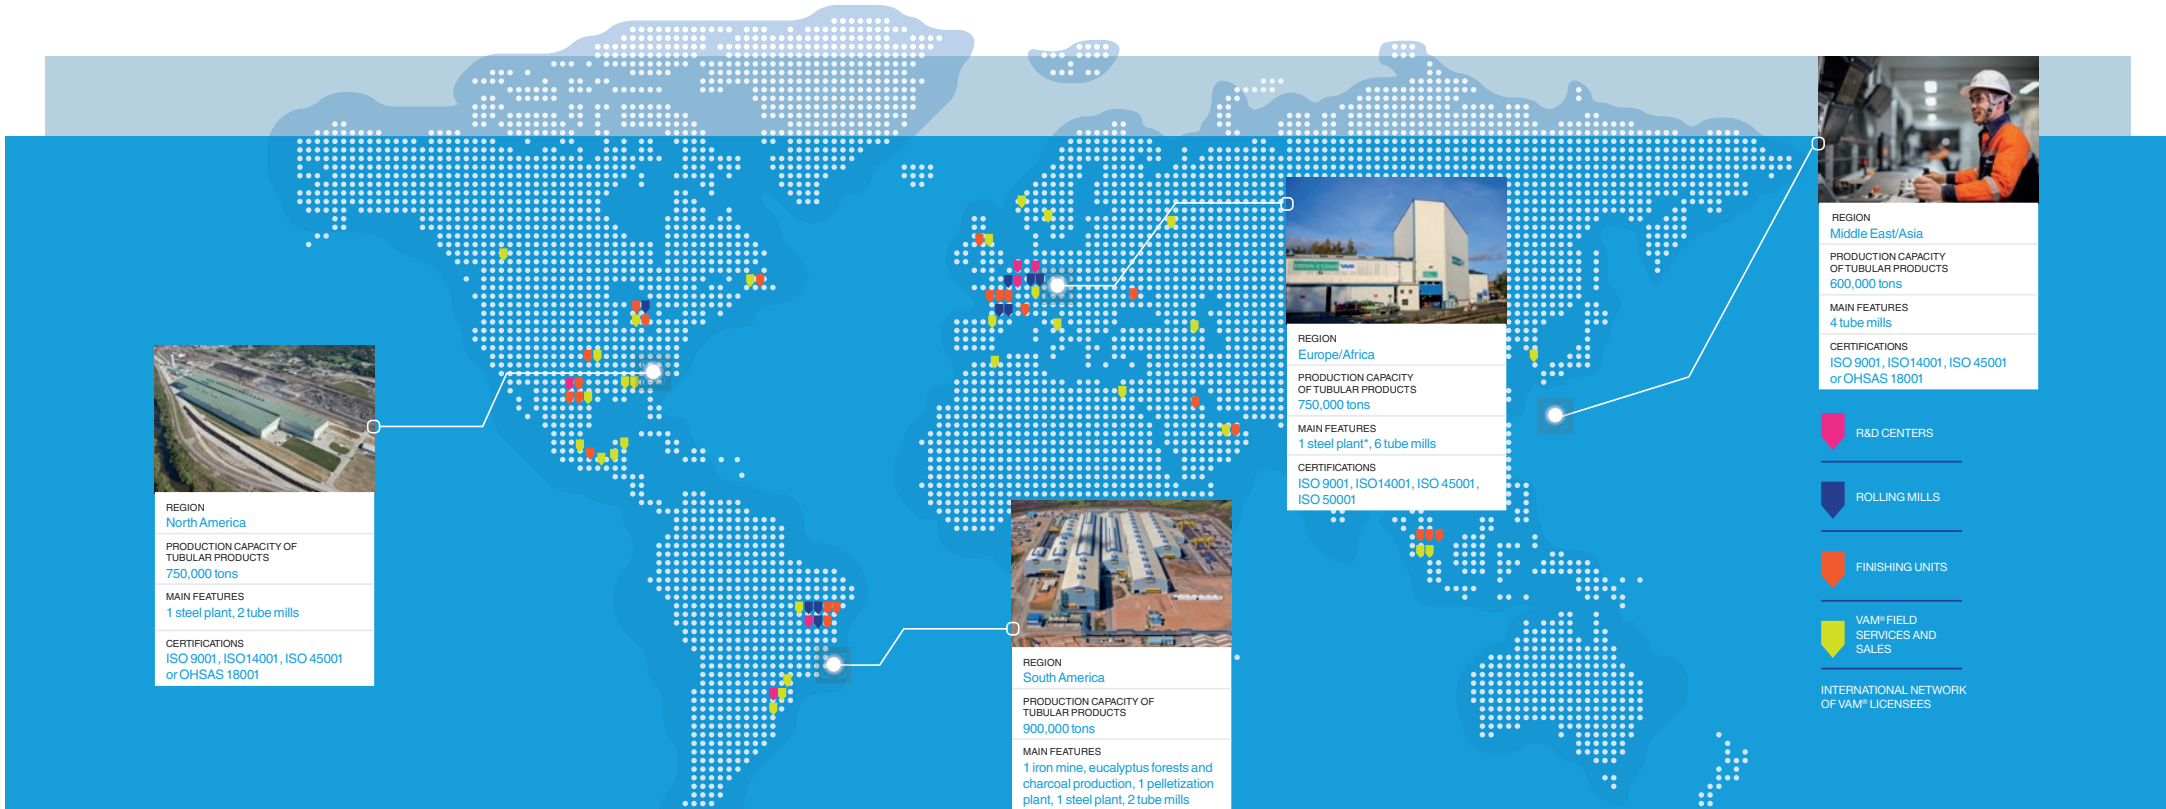 REGION
North America
PRODUCTION CAPACITY OF
TUBULAR PRODUCTS
750,000 tons
MAIN FEATURES
1 steel plant, 2 tube mills
CERTIFICATIONS
ISO 9001, ISO14001, ISO 45001
or OHSAS 18001
REGION
South America
PRODUCTION CAPACITY OF
TUBULAR PRODUCTS
900,000 tons
MAIN FEATURES
1 iron mine, eucalyptus forests and
charcoal production, 1 pelletization
plant, 1 steel plant, 2 tube mills
REGION
Europe/Africa
PRODUCTION CAPACITY
OF TUBULAR PRODUCTS
750,000 tons
MAIN FEATURES
1 steel plant*, 6 tube mills
CERTIFICATIONS
ISO 9001, ISO14001, ISO 45001,
ISO 50001
REGION
Middle East/Asia
PRODUCTION CAPACITY
OF TUBULAR PRODUCTS
600,000 tons
MAIN FEATURES
4 tube mills
CERTIFICATIONS
ISO 9001, ISO14001, ISO 45001
or OHSAS 18001
R&D CENTERS
ROLLING MILLS
FINISHING UNITS
VAM® FIELD
SERVICES AND
SALES
INTERNATIONAL NETWORK
OF VAM® LICENSEES